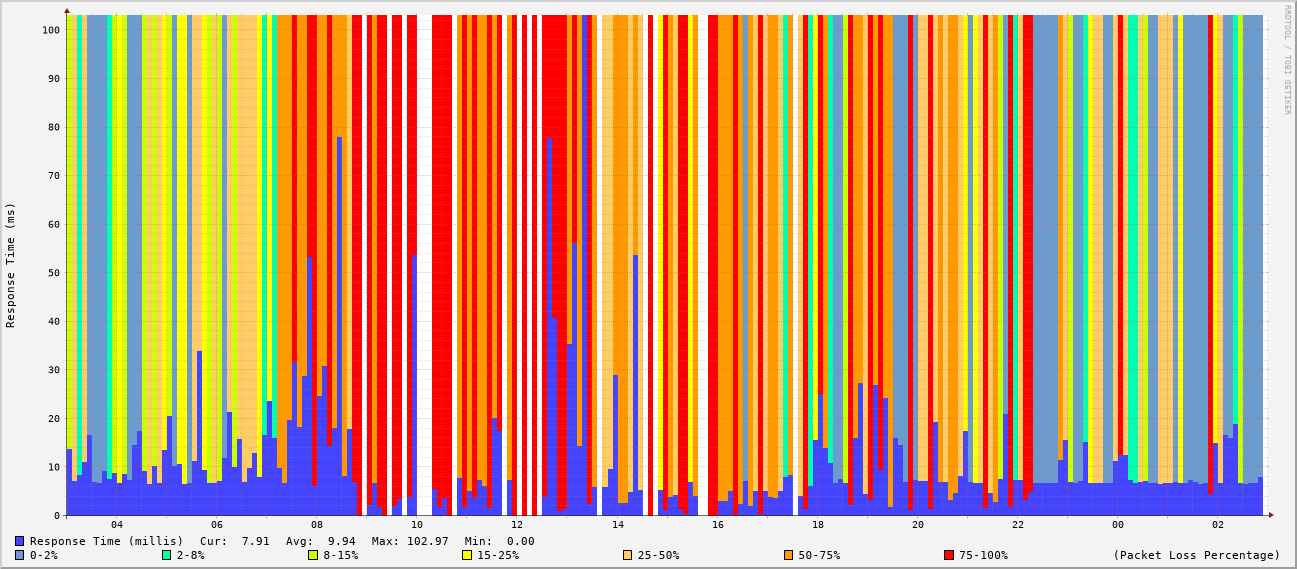 RRDTOOL / TOBI OETIKER
Response Time (ms)
100
90
80
70
60
50
40
30
20
10
0
04 06 08 10 12 14 16 18 20 22 00 02
Response Time (millis) Cur: 7.91 Avg: 9.94 Max: 102.97 Min: 0.00
0-2% 2-8% 8-15% 15-25% 25-50% 50-75% 75-100% (Packet Loss Percentage)